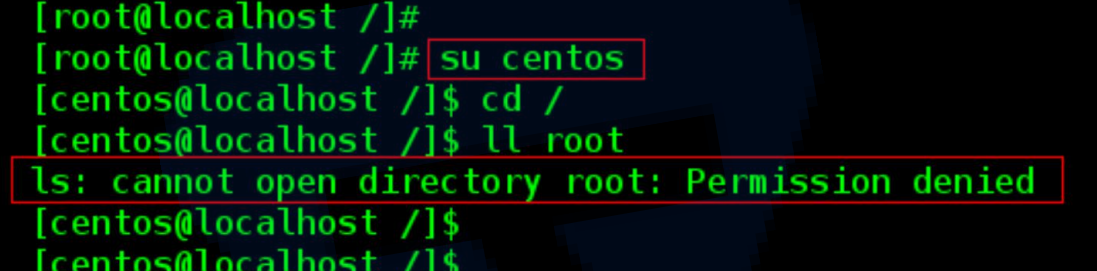 [root@localhost /]#
[root@localhost /]# su centos
[centos@localhost /]$ cd /
[centos@localhost /]$ ll root
ls: cannot open directory root: Permission denied
[centos@localhost /]$
[centos@localhost /]$